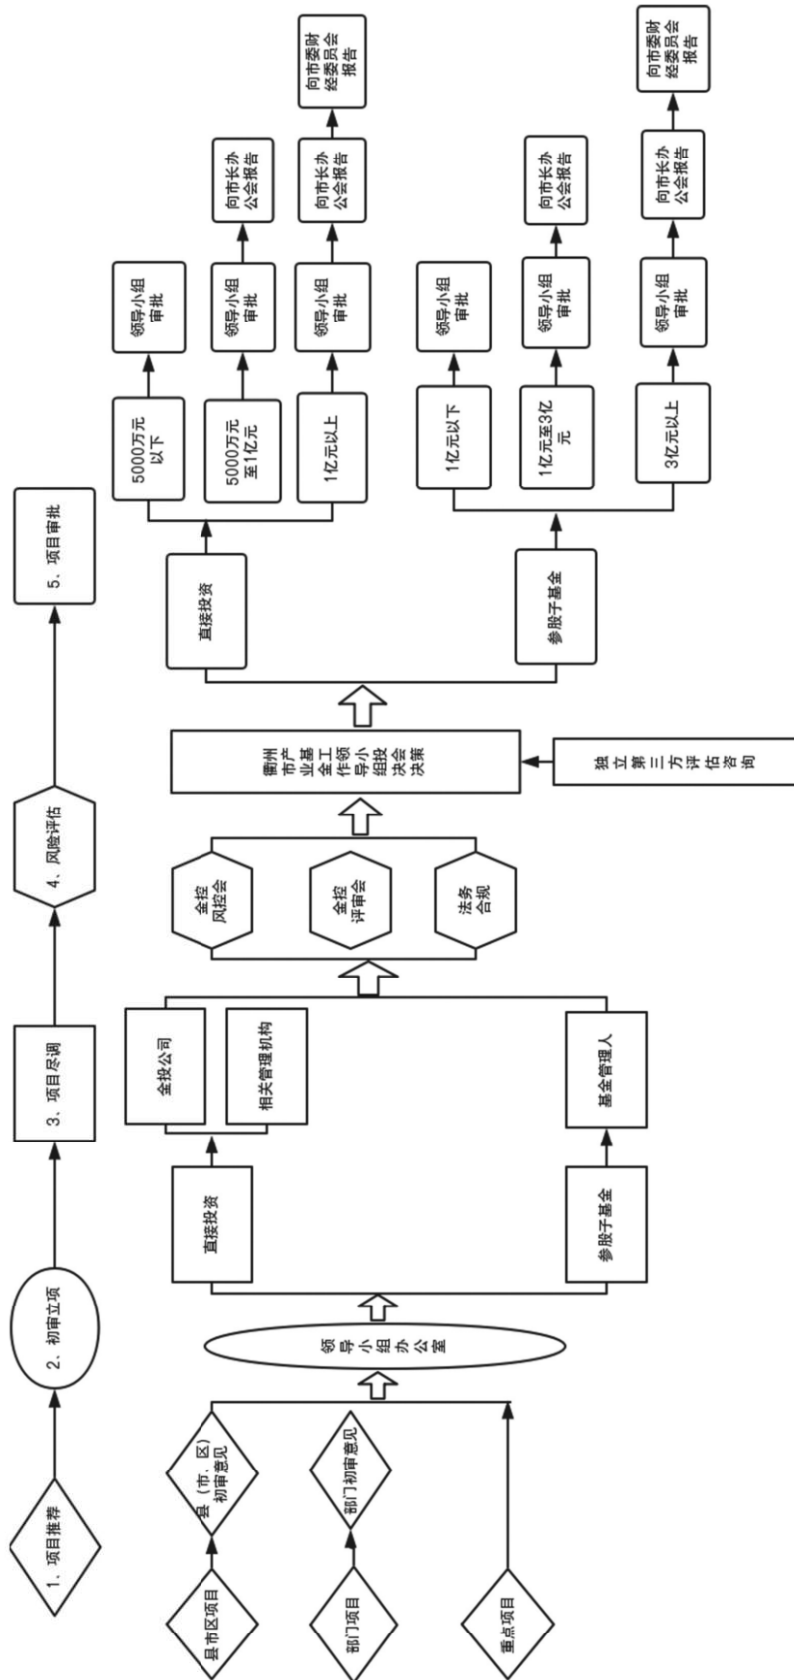 1. 项目推荐
2. 初审立项
3. 项目尽调
4. 风险评估
5. 项目审批
县市区项目
县（市、区）
初审意见
部门项目
部门初审意见
重点项目
领导小组办公室
直接投资
金投公司
相关管理机构
参股子基金
基金管理人
金控
风控会
金控
评审会
法务
合规
衢州
市产
业基
金工
作领
导小
组投
决会
决策
独立第三方评估咨询
直接投资
5000万元
以下
领导小组
审批
5000万元
至1亿元
领导小组
审批
向市长办
公会报告
1亿元以上
领导小组
审批
向市长办
公会报告
向市委财
经委员会
报告
参股子基金
1亿元以下
领导小组
审批
1亿元至3亿
元
领导小组
审批
向市长办
公会报告
3亿元以上
领导小组
审批
向市长办
公会报告
向市委财
经委员会
报告